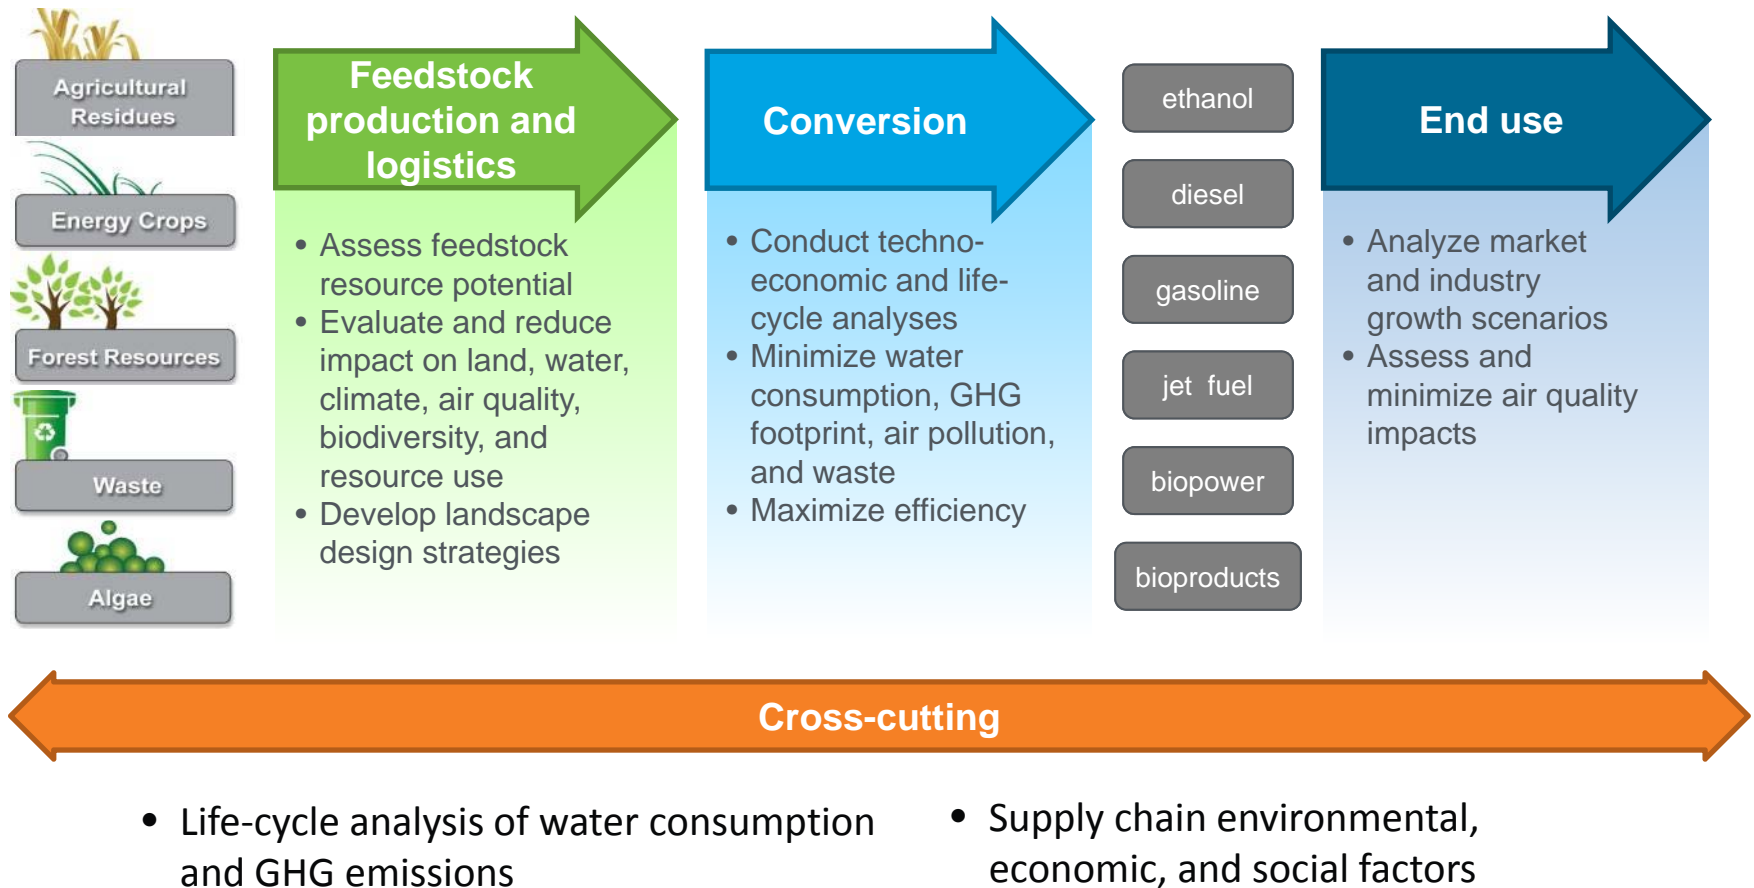 Agricultural
Residues
Energy Crops
Forest Resources
Waste
Algae
Feedstock
production and
logistics
• Assess feedstock
resource potential
• Evaluate and reduce
impact on land, water,
climate, air quality,
biodiversity, and
resource use
• Develop landscape
design strategies
Conversion
• Conduct techno-
economic and life-
cycle analyses
• Minimize water
consumption, GHG
footprint, air pollution,
and waste
• Maximize efficiency
ethanol
diesel
gasoline
jet fuel
biopower
bioproducts
End use
• Analyze market
and industry
growth scenarios
• Assess and
minimize air quality
impacts
Cross-cutting
• Life-cycle analysis of water consumption
and GHG emissions
• Supply chain environmental,
economic, and social factors